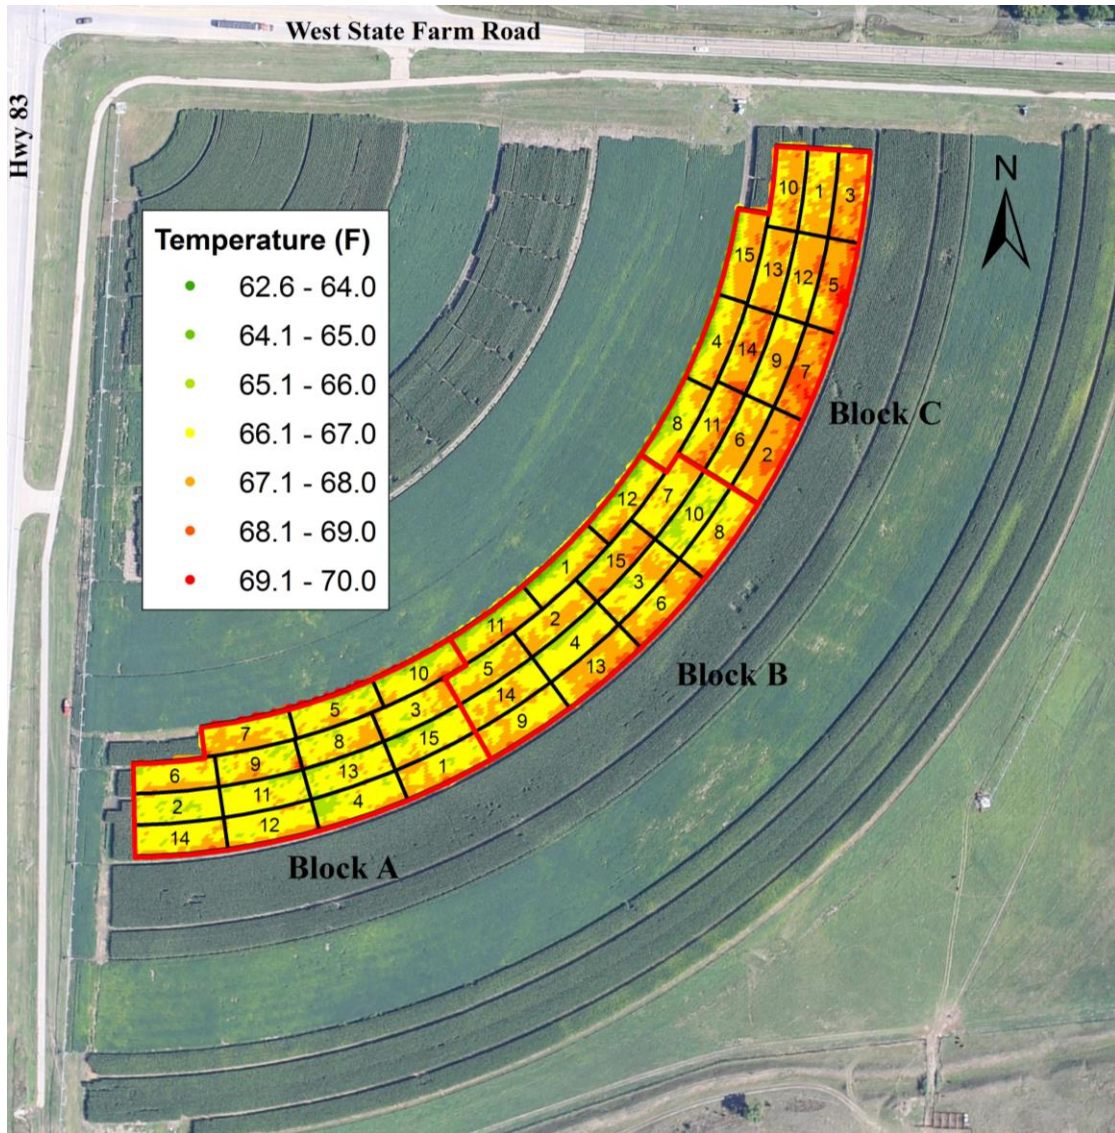 West State Farm Road
Hwy 83
N
Temperature (F)
62.6 - 64.0
64.1 - 65.0
65.1 - 66.0
66.1 - 67.0
67.1 - 68.0
68.1 - 69.0
69.1 - 70.0
10 1 3
15 13 12 5
4 14 9 7
8 11 6 2
Block C
12 7 10 8
1 15 3 6
11 2 4 13
5 14 9
Block B
10 3 15 1
5 8 13 4
7 9 11 12
6 2 14
Block A